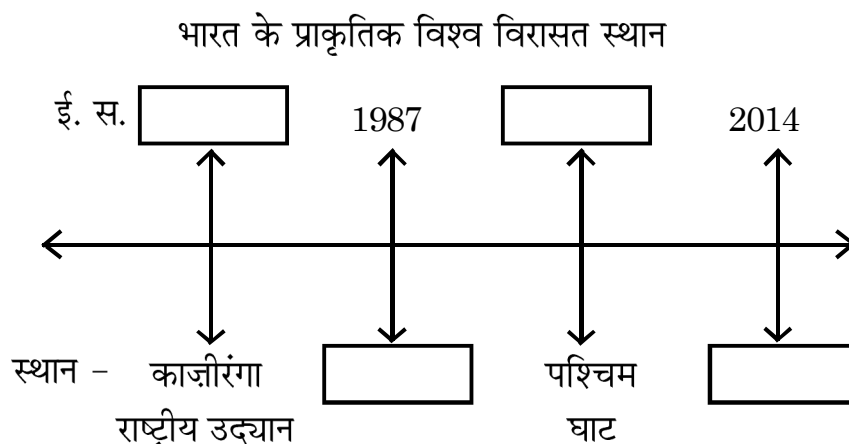 भारत के प्राकृतिक विश्व विरासत स्थान
ई. स. 1987 2014
स्थान - काज़ीरंगा पश्चिम
राष्ट्रीय उद्यान घाट